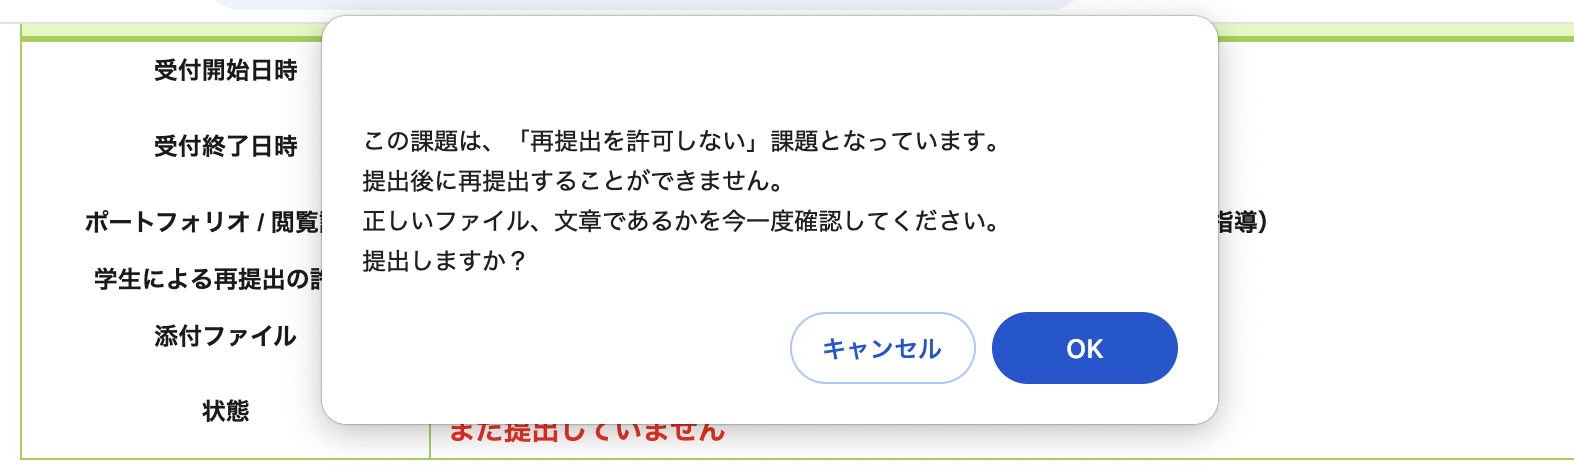 受付開始日時
受付終了日時
ポートフォリオ / 閲覧
指導）
学生による再提出の
添付ファイル
状態
この課題は、「再提出を許可しない」課題となっています。
提出後に再提出することができません。
正しいファイル、文章であるかを今一度確認してください。
提出しますか？
キャンセル
OK
まだ提出していません